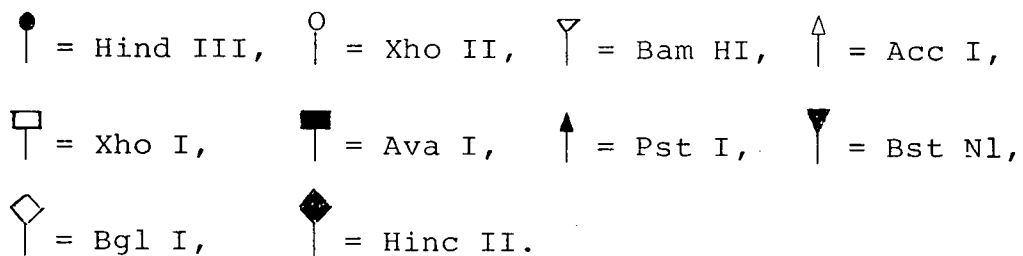 = Hind III, = Xho II, = Bam HI, = Acc I,
= Xho I, = Ava I, = Pst I, = Bst N1,
= Bgl I, = Hinc II.